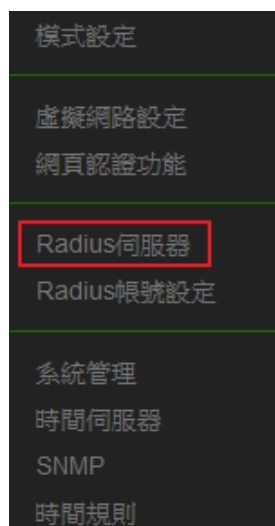 模式設定
虛擬網路設定
網頁認證功能
Radius伺服器
Radius帳號設定
系統管理
時間伺服器
SNMP
時間規則